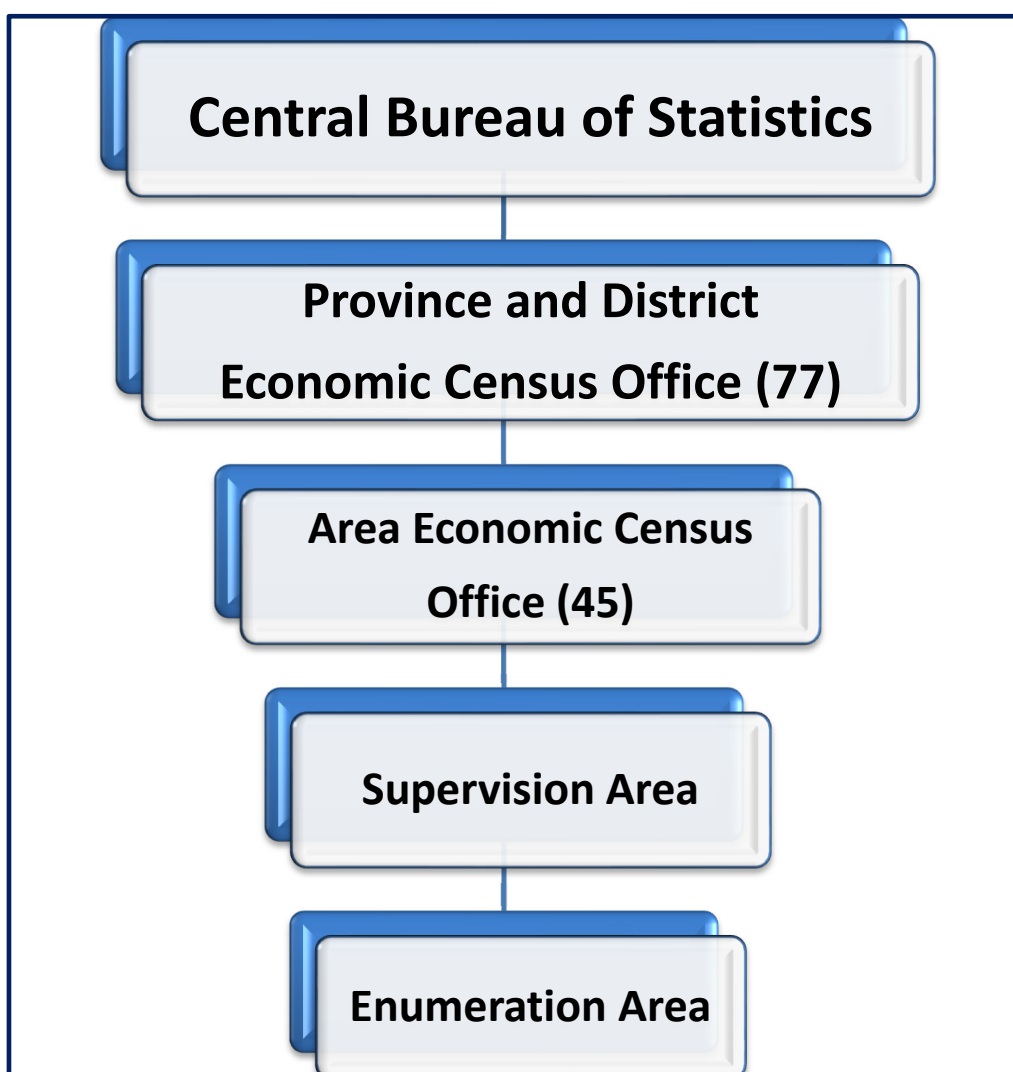 Central Bureau of Statistics
Province and District
Economic Census Office (77)
Area Economic Census
Office (45)
Supervision Area
Enumeration Area